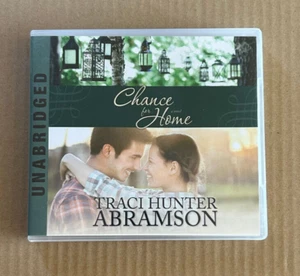 UNABRIDGED
Chance
for
Home
TRACI HUNTER
ABRAMSON